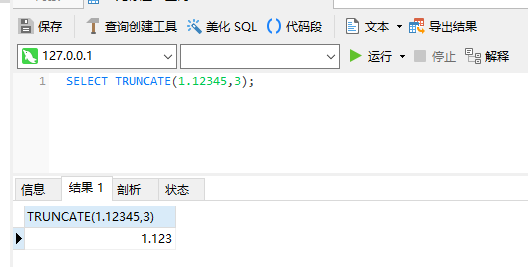 保存 查询创建工具 美化 SQL () 代码段 文本 导出结果
127.0.0.1 运行 停止 解释
1 SELECT TRUNCATE(1.12345,3);
信息 结果 1 剖析 状态
TRUNCATE(1.12345,3)
1.123